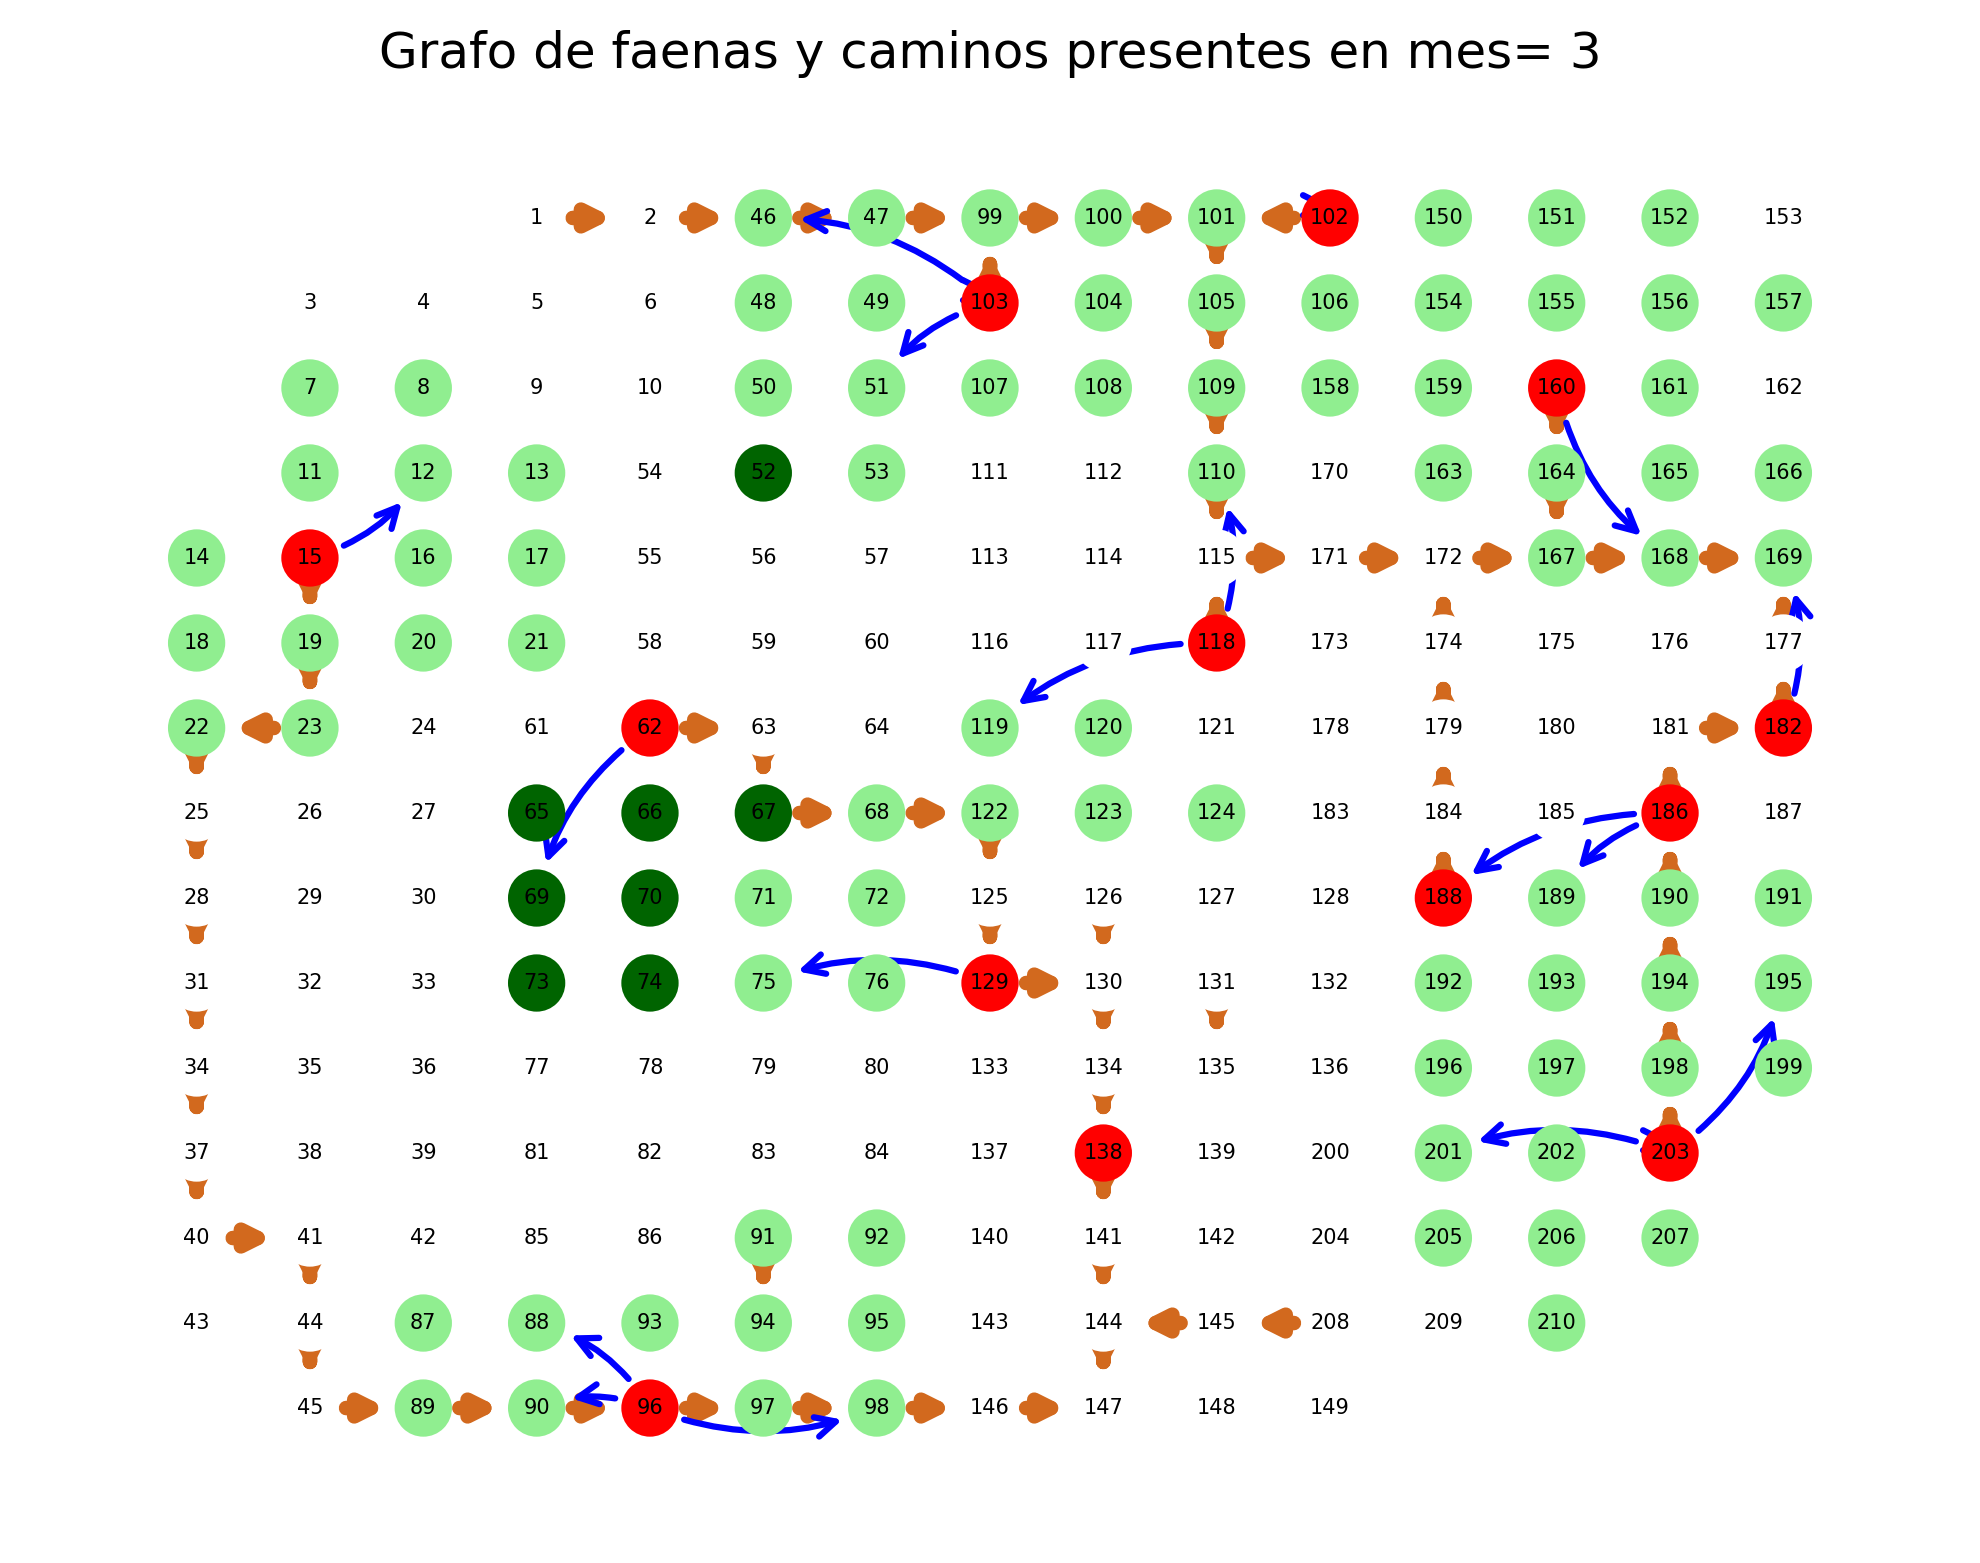 Grafo de faenas y caminos presentes en mes= 3
1 2 46 47 99 100 101 102 150 151 152 153
3 4 5 6 48 49 103 104 105 106 154 155 156 157
7 8 9 10 50 51 107 108 109 158 159 160 161 162
11 12 13 54 52 53 111 112 110 170 163 164 165 166
14 15 16 17 55 56 57 113 114 115 171 172 167 168 169
18 19 20 21 58 59 60 116 117 118 173 174 175 176 177
22 23 24 61 62 63 64 119 120 121 178 179 180 181 182
25 26 27 65 66 67 68 122 123 124 183 184 185 186 187
28 29 30 69 70 71 72 125 126 127 128 188 189 190 191
31 32 33 73 74 75 76 129 130 131 132 192 193 194 195
34 35 36 77 78 79 80 133 134 135 136 196 197 198 199
37 38 39 81 82 83 84 137 138 139 200 201 202 203
40 41 42 85 86 91 92 140 141 142 204 205 206 207
43 44 87 88 93 94 95 143 144 145 208 209 210
45 89 90 96 97 98 146 147 148 149